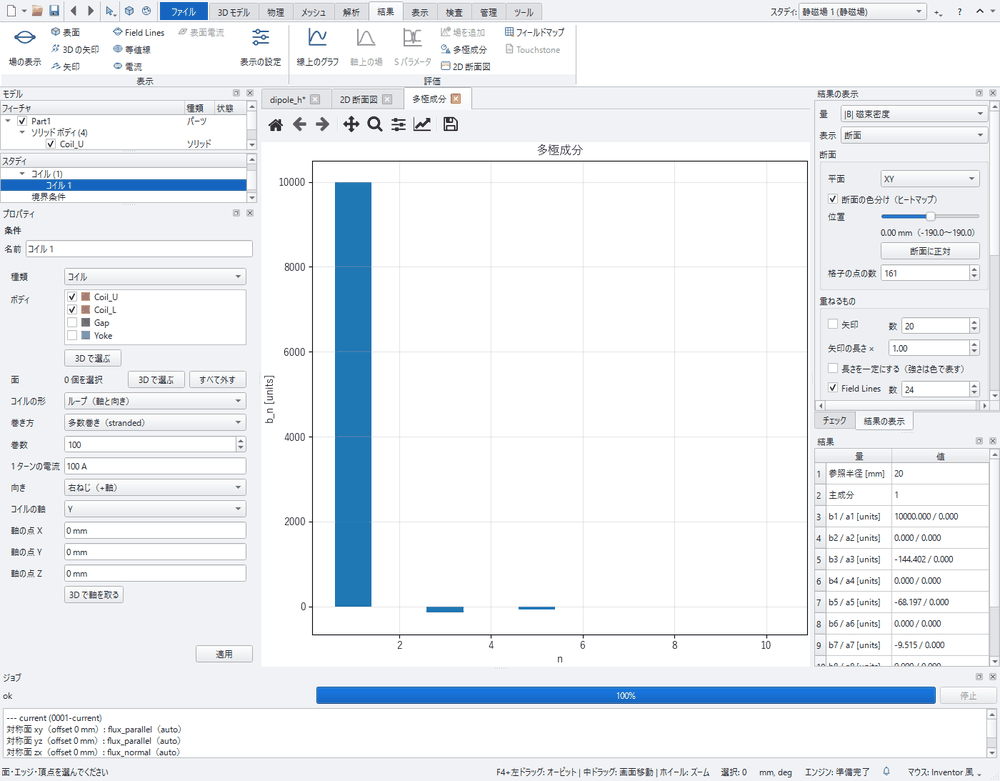 ファイル 3D モデル 物理 メッシュ 解析 結果 表示 検査 管理 ツール スタディ: 静磁場 1 (静磁場) ?
場の表示
表面
3D の矢印
矢印
Field Lines
等値線
電流
表面電流
表示の設定
表示
線上のグラフ
軸上の場
S パラメータ
場を追加
多極成分
2D 断面図
フィールドマップ
Touchstone
評価
モデル
フィーチャ 種類 状態
Part1 パーツ
ソリッド ボディ (4)
Coil_U ソリッド
スタディ
コイル (1)
コイル 1
境界条件
プロパティ
条件
名前 コイル 1
種類 コイル
ボディ Coil_U
Coil_L
Gap
Yoke
3D で選ぶ
面 0 個を選択 3D で選ぶ すべて外す
コイルの形 ループ（軸と向き）
巻き方 多数巻き (stranded)
巻数 100
1 ターンの電流 100 A
向き 右ねじ（+軸）
コイルの軸 Y
軸の点 X 0 mm
軸の点 Y 0 mm
軸の点 Z 0 mm
3D で軸を取る
適用
dipole_h* 2D 断面図 多極成分
多極成分
b_n [units]
10000
8000
6000
4000
2000
0
2 4 6 8 10
n
結果の表示
量 |B| 磁束密度
表示 断面
断面
平面 XY
断面の色分け（ヒートマップ）
位置
0.00 mm（-190.0～190.0）
断面に正対
格子の点の数 161
重ねるもの
矢印 数 20
矢印の長さ × 1.00
長さを一定にする（強さは色で表す）
Field Lines 数 24
チェック 結果の表示
結果
量 値
1 参照半径 [mm] 20
2 主成分 1
3 b1 / a1 [units] 10000.000 / 0.000
4 b2 / a2 [units] 0.000 / 0.000
5 b3 / a3 [units] -144.402 / 0.000
6 b4 / a4 [units] 0.000 / 0.000
7 b5 / a5 [units] -68.197 / 0.000
8 b6 / a6 [units] 0.000 / 0.000
9 b7 / a7 [units] -9.515 / 0.000
10 b8 / a8 [units] 0.000 / 0.000
ジョブ
ok 100% 停止
--- current (0001-current)
対称面 xy（offset 0 mm）: flux_parallel（auto）
対称面 yz（offset 0 mm）: flux_parallel（auto）
対称面 zx（offset 0 mm）: flux_normal（auto）
面・エッジ・頂点を選んでください F4+左ドラッグ: オービット | 中ドラッグ: 画面移動 | ホイール: ズーム 選択: 0 mm, deg エンジン: 準備完了 マウス: Inventor 風